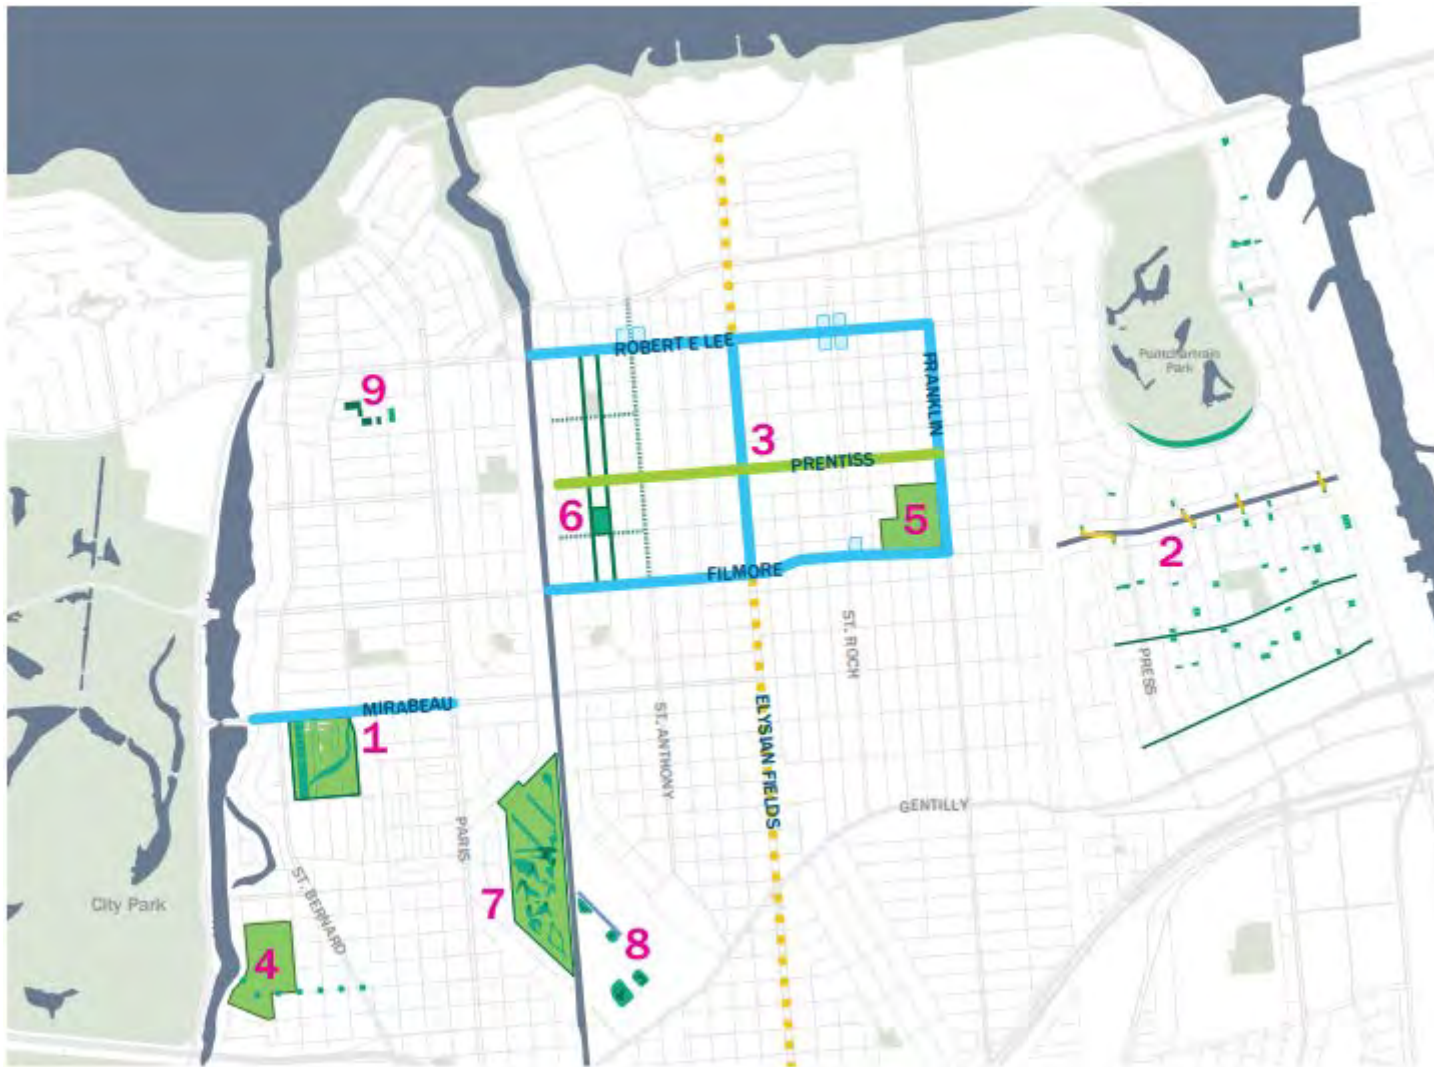 ROBERT E LEE
FRANKLIN
Pontchartrain
Park
9
3
PRENTISS
6
5
2
FILMORE
ST. ROCH
PRESS
MIRABEAU
1
ST. ANTHONY
ELYSIAN FIELDS
GENTILLY
PARIS
ST. BERNARD
City Park
7
8
4